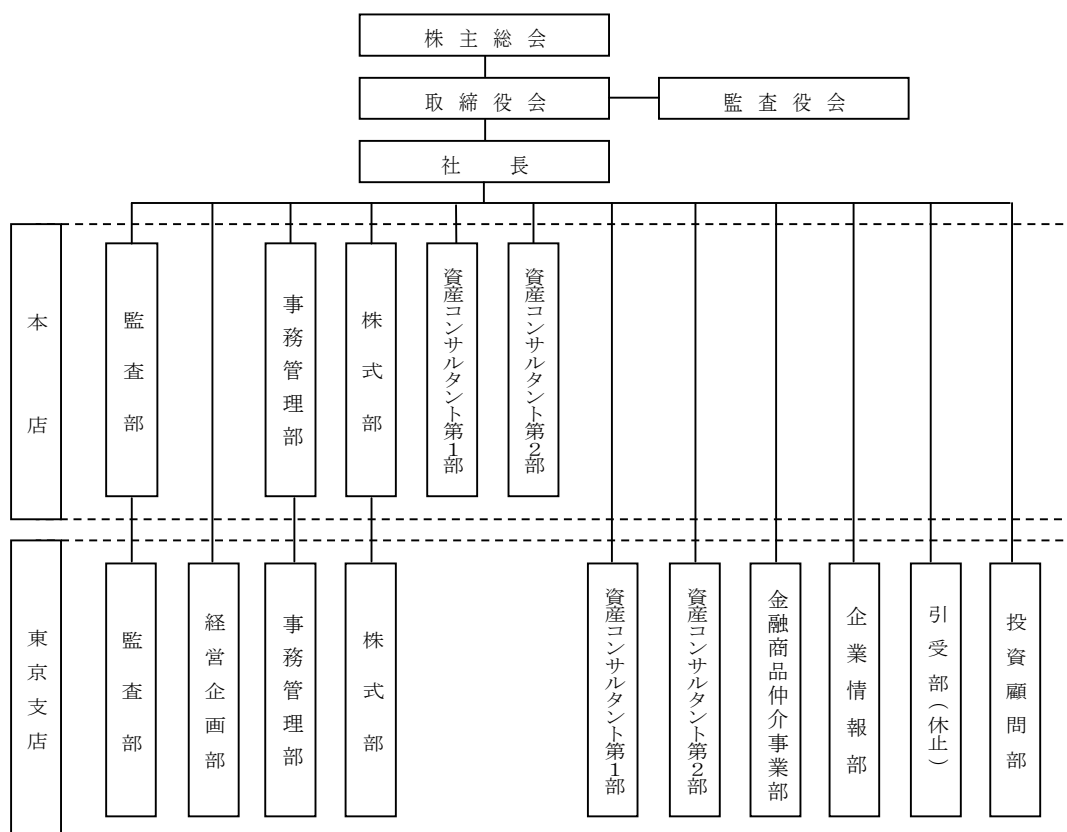 株主総会
取締役会
監査役会
社長
本店
監査部
事務管理部
株式部
資産コンサルタント第1部
資産コンサルタント第2部
東京支店
監査部
経営企画部
事務管理部
株式部
資産コンサルタント第1部
資産コンサルタント第2部
金融商品仲介事業部
企業情報部
引受部(休止)
投資顧問部